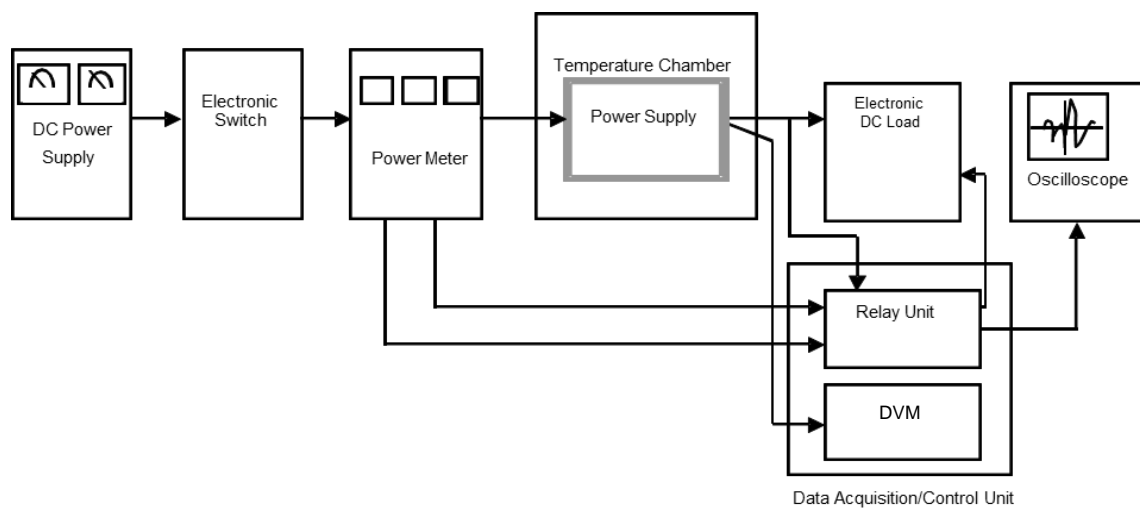 DC Power
Supply
Electronic
Switch
Power Meter
Temperature Chamber
Power Supply
Electronic
DC Load
Oscilloscope
Relay Unit
DVM
Data Acquisition/Control Unit